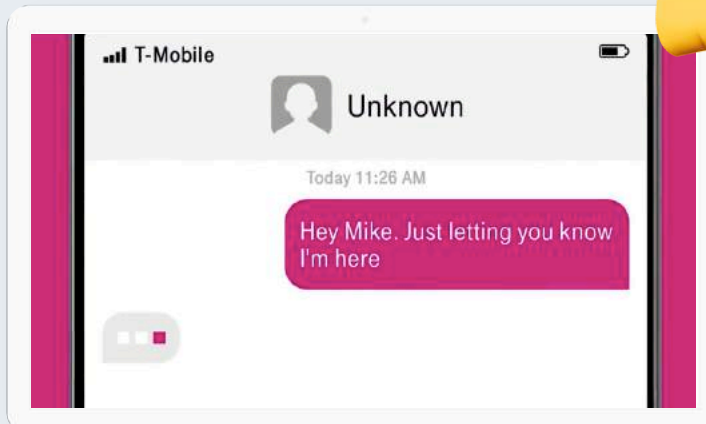 T-Mobile
Unknown
Today 11:26 AM
Hey Mike. Just letting you know
I'm here